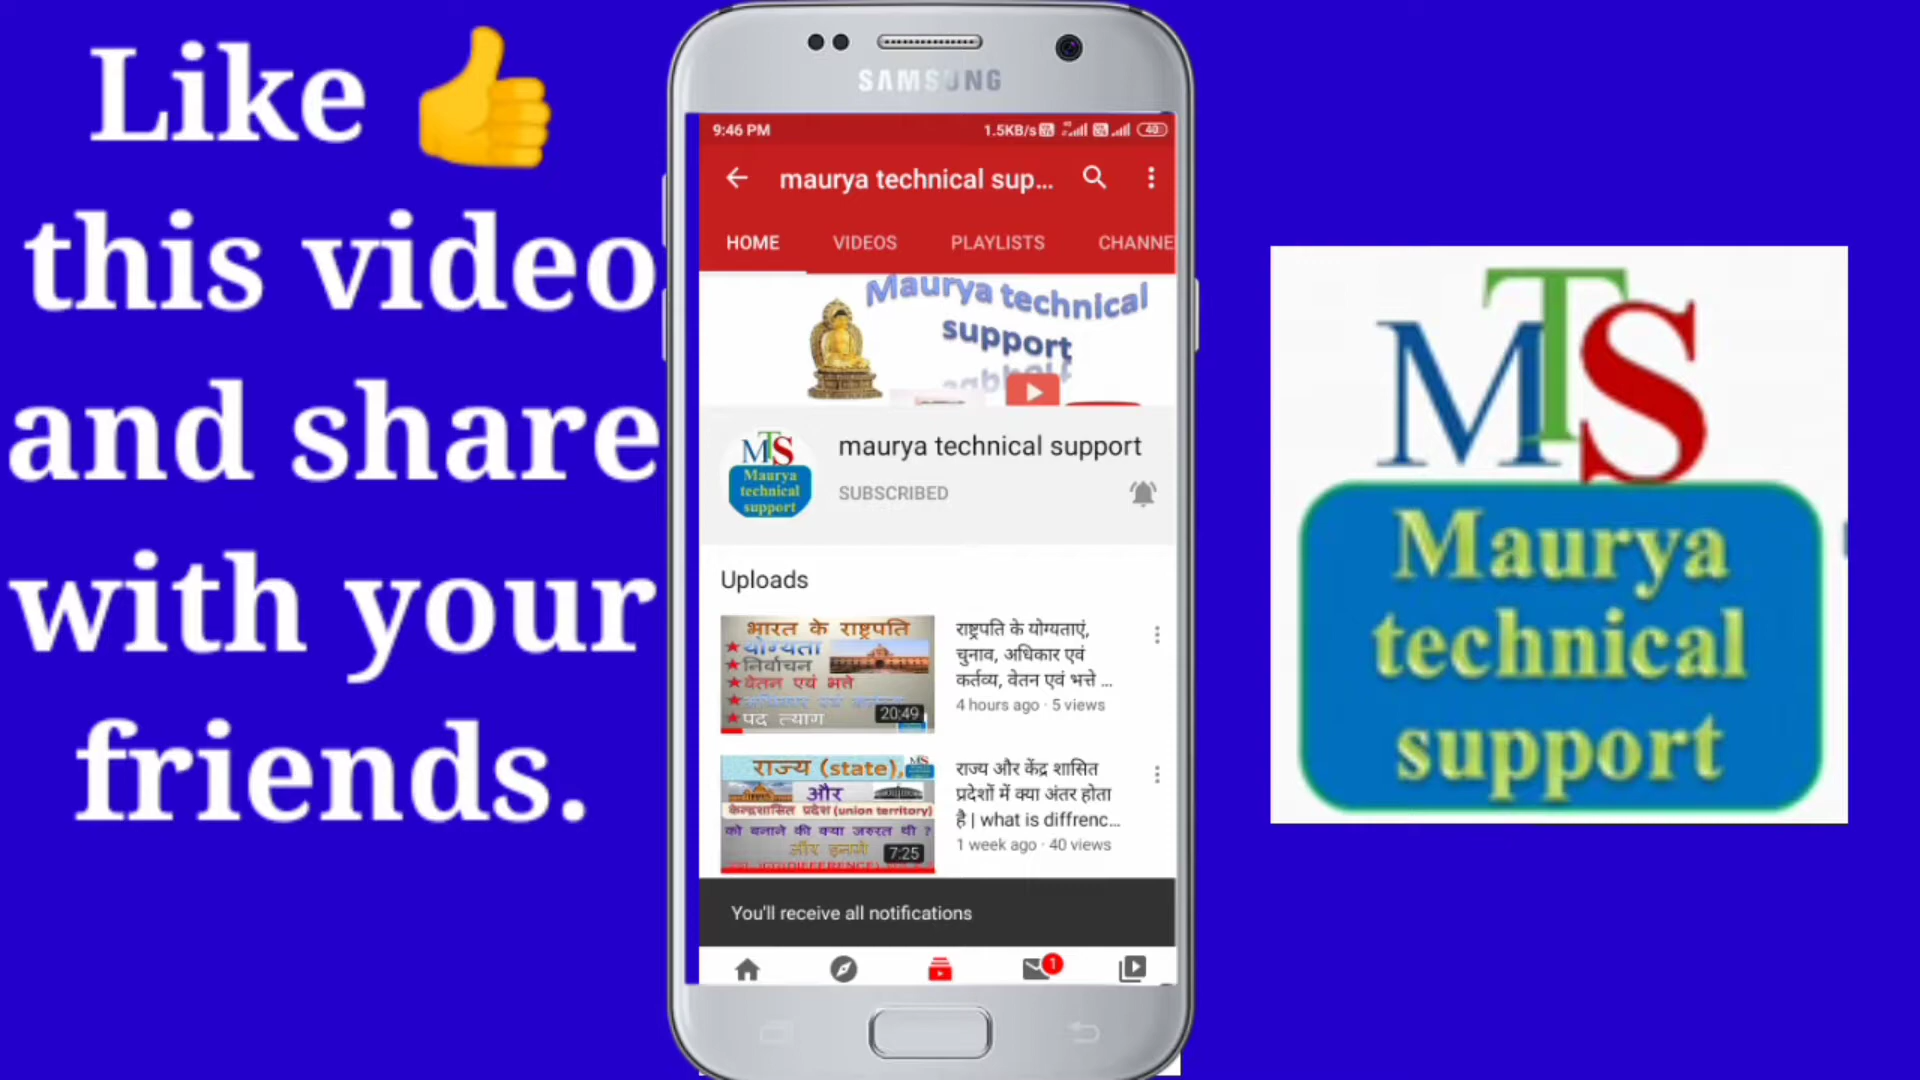 Like 👍
this video
and share
with your
friends.
SAMSUNG
9:46 PM
1.5KB/s
40
maurya technical sup...
HOME VIDEOS PLAYLISTS CHANNE
Maurya technical
support
maurya technical support
SUBSCRIBED
MTS
Maurya
technical
support
Uploads
भारत के राष्ट्रपति
योग्यता
निर्वाचन
वेतन एवं भत्ते
पद त्याग
20:49
राष्ट्रपति के योग्यताएं,
चुनाव, अधिकार एवं
कर्तव्य, वेतन एवं भत्ते ...
4 hours ago · 5 views
राज्य (state),
और
केन्द्रशासित प्रदेश (union territory)
को बनाने की क्या जरुरत थी ?
और इनमे
7:25
राज्य और केंद्र शासित
प्रदेशों में क्या अंतर होता
है | what is diffrenc...
1 week ago · 40 views
You'll receive all notifications
1
MTS
Maurya
technical
support